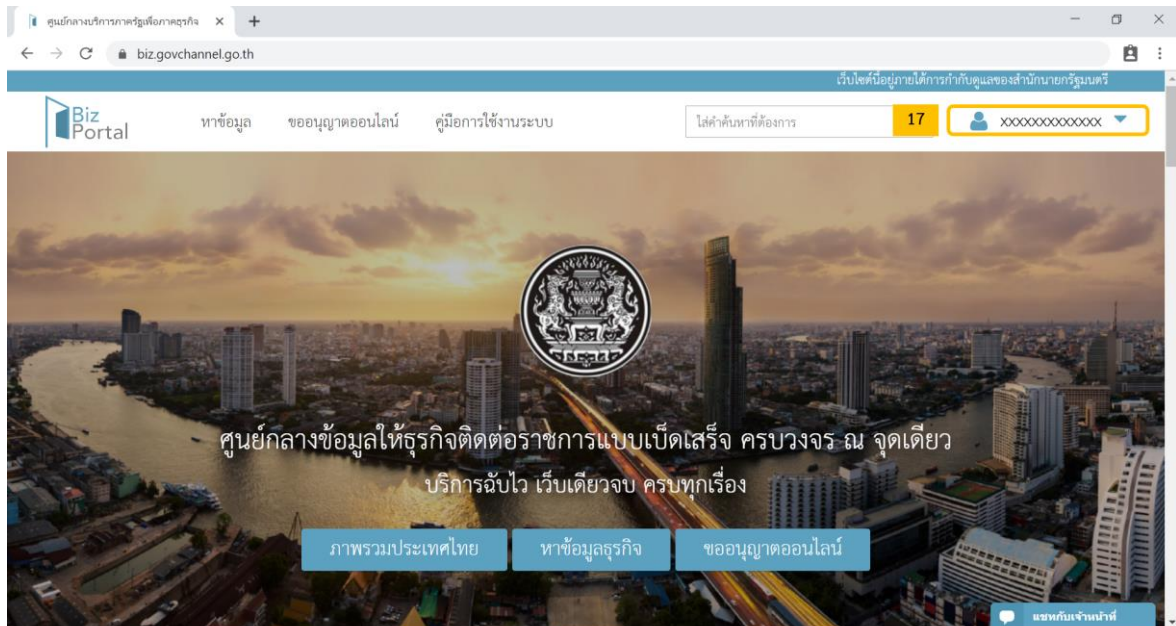 ศูนย์กลางบริการภาครัฐเพื่อภาคธุรกิจ
biz.govchannel.go.th
เว็บไซต์นี้อยู่ภายใต้การกำกับดูแลของสำนักนายกรัฐมนตรี
Biz
Portal
หาข้อมูล ขออนุญาตออนไลน์ คู่มือการใช้งานระบบ ใส่คำค้นหาที่ต้องการ 17 XXXXXXXXXXXXX
ศูนย์กลางข้อมูลให้ธุรกิจติดต่อราชการแบบเบ็ดเสร็จ ครบวงจร ณ จุดเดียว
บริการฉับไว เว็บเดียวจบ ครบทุกเรื่อง
ภาพรวมประเทศไทย หาข้อมูลธุรกิจ ขออนุญาตออนไลน์
แชทกับเจ้าหน้าที่